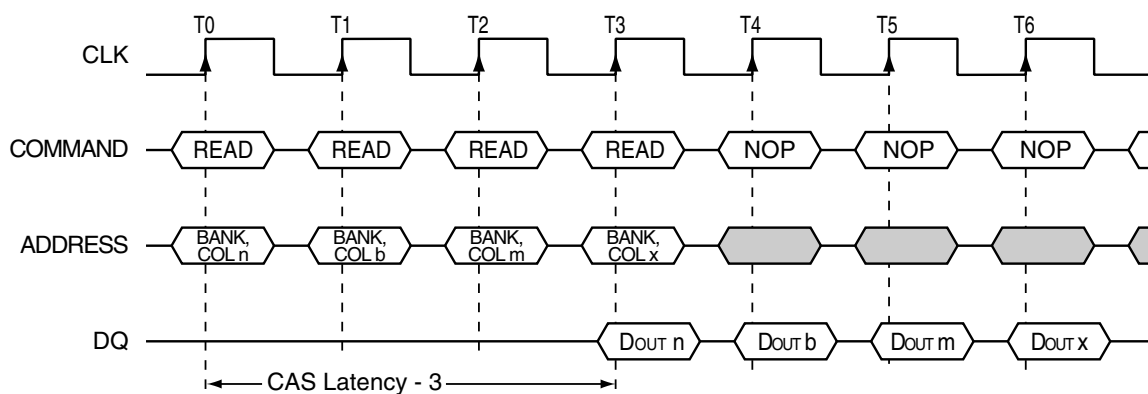 T0 T1 T2 T3 T4 T5 T6
CLK
COMMAND READ READ READ READ NOP NOP NOP
ADDRESS BANK, COL n BANK, COL b BANK, COL m BANK, COL x
DQ DOUT n DOUT b DOUT m DOUT x
CAS Latency - 3